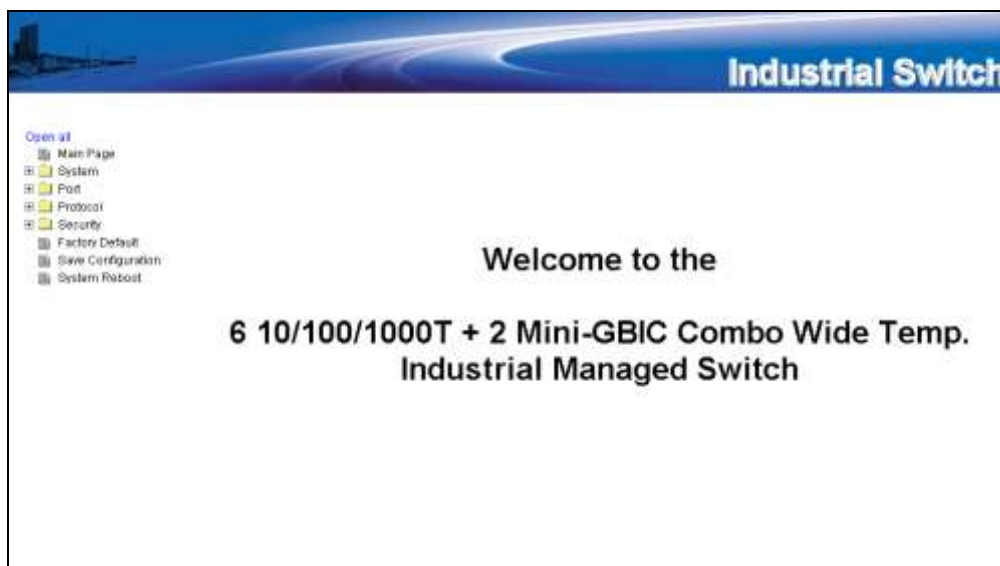 Industrial Switch
Open all
Main Page
System
Port
Protocol
Security
Factory Default
Save Configuration
System Reboot
Welcome to the
6 10/100/1000T + 2 Mini-GBIC Combo Wide Temp.
Industrial Managed Switch